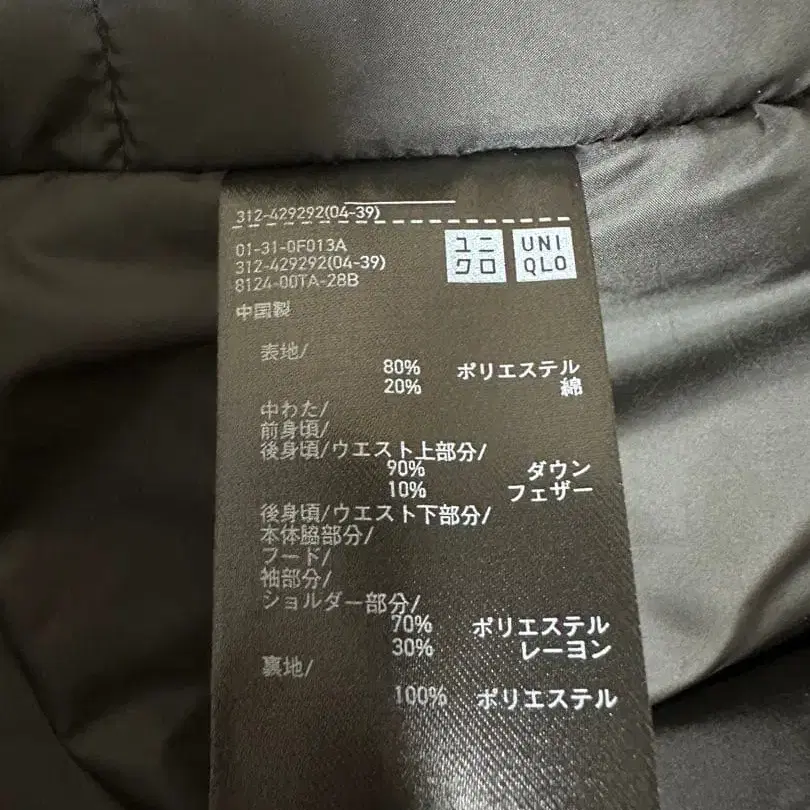 312-429292(04-39)
01-31-0F013A
312-429292(04-39)
8124-00TA-28B
ユニクロ
UNIQLO
中国製
表地/
80% ポリエステル
20% 綿
中わた/
前身頃/
後身頃/ウエスト上部分/
90% ダウン
10% フェザー
後身頃/ウエスト下部分/
本体脇部分/
フード/
袖部分/
ショルダー部分/
70% ポリエステル
30% レーヨン
裏地/
100% ポリエステル